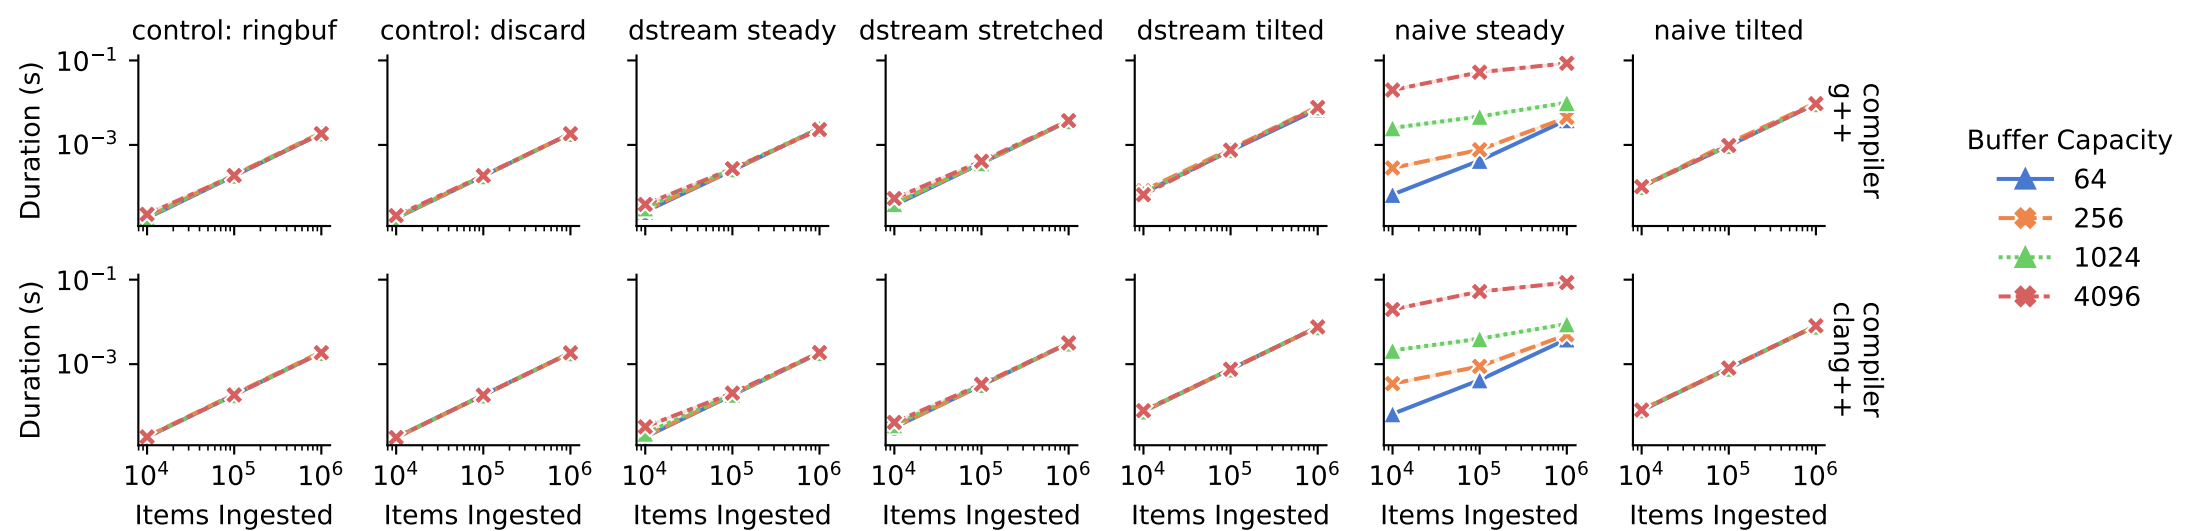 control: ringbuf control: discard dstream steady dstream stretched dstream tilted naive steady naive tilted
Duration (s)
10⁻¹
10⁻³
compiler
g++
Buffer Capacity
64
256
1024
4096
Duration (s)
10⁻¹
10⁻³
compiler
clang++
10⁴ 10⁵ 10⁶ 10⁴ 10⁵ 10⁶ 10⁴ 10⁵ 10⁶ 10⁴ 10⁵ 10⁶ 10⁴ 10⁵ 10⁶ 10⁴ 10⁵ 10⁶ 10⁴ 10⁵ 10⁶
Items Ingested Items Ingested Items Ingested Items Ingested Items Ingested Items Ingested Items Ingested